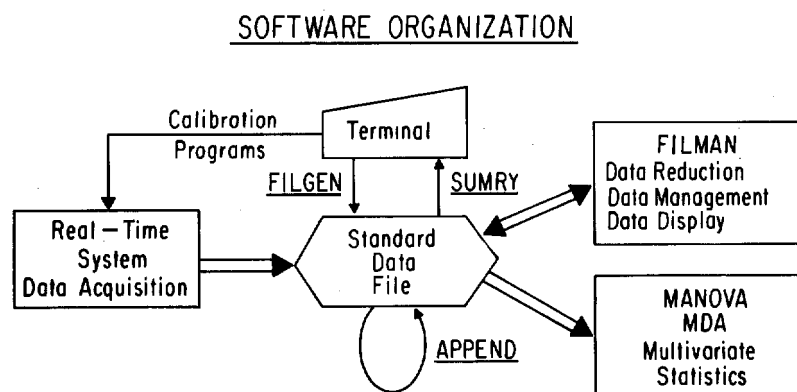 SOFTWARE ORGANIZATION
Calibration
Programs
Terminal
FILGEN
SUMRY
FILMAN
Data Reduction
Data Management
Data Display
Real-Time
System
Data Acquisition
Standard
Data
File
APPEND
MANOVA
MDA
Multivariate
Statistics